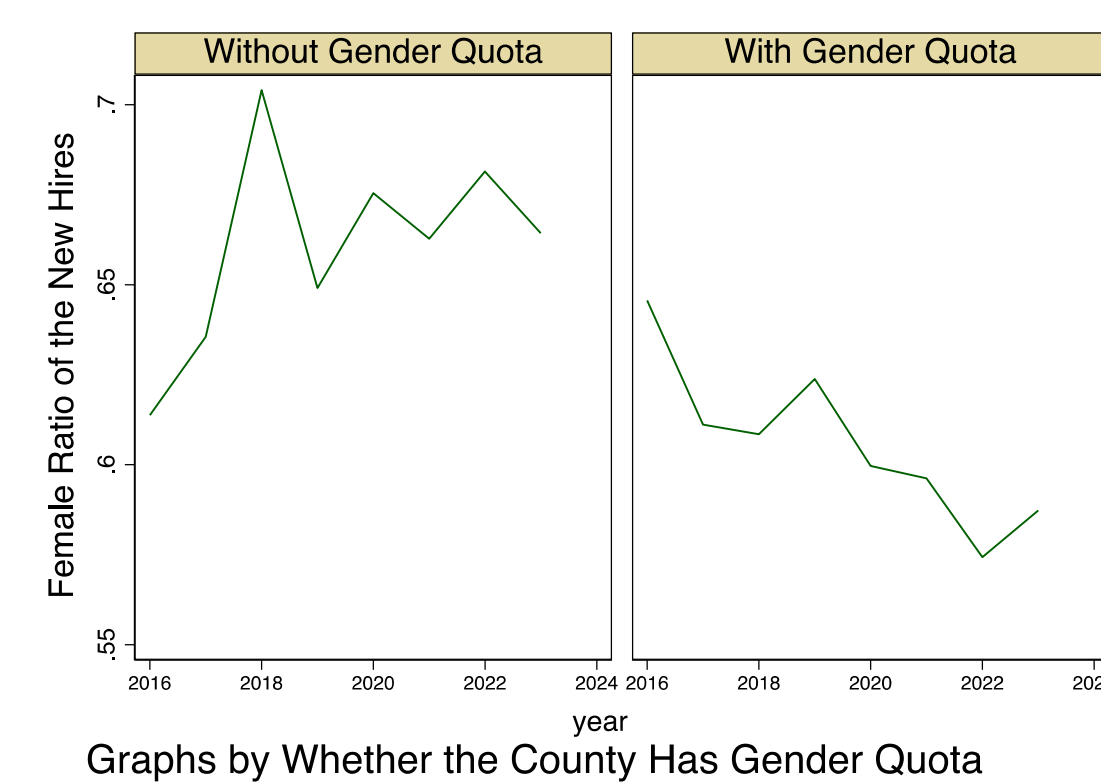 Without Gender Quota
With Gender Quota
Female Ratio of the New Hires
.7
.65
.6
.55
2016 2018 2020 2022 2024
2016 2018 2020 2022 202
year
Graphs by Whether the County Has Gender Quota